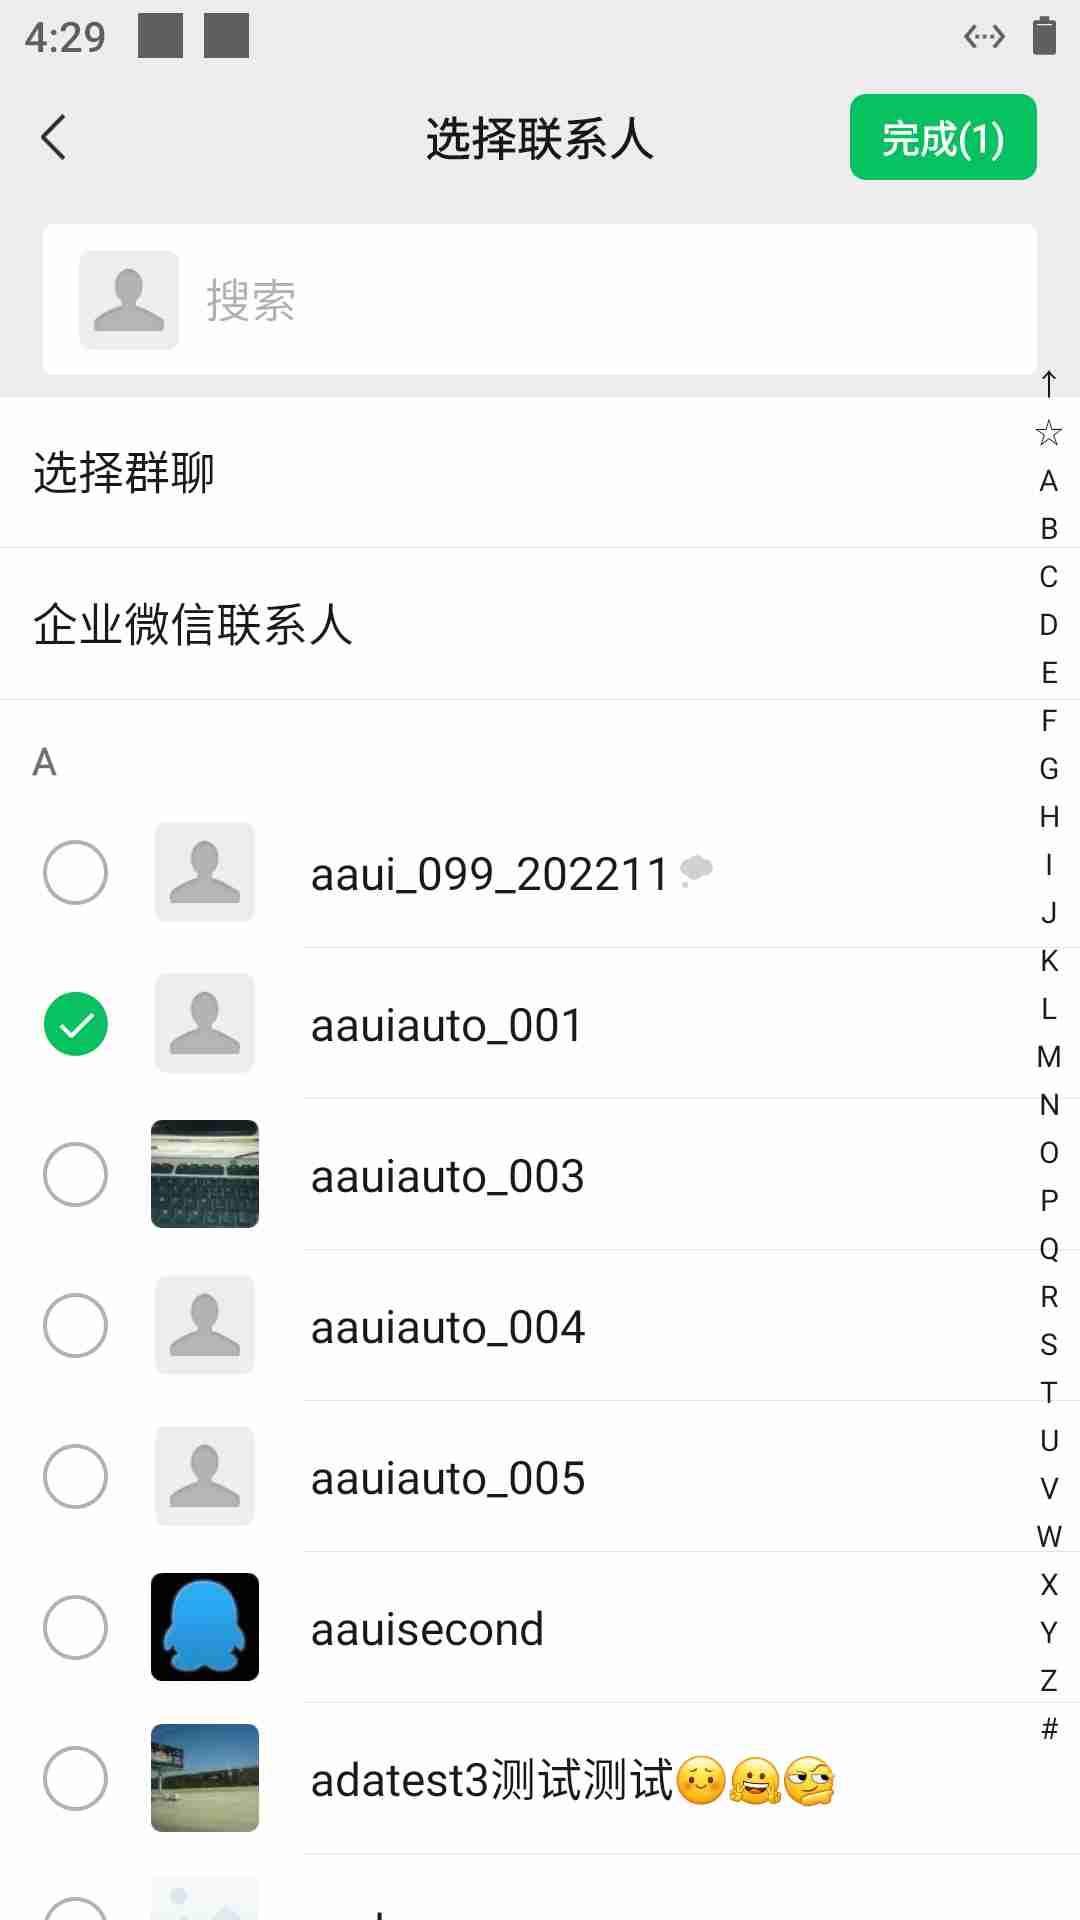 4:29
选择联系人
完成(1)
搜索
↑
☆
选择群聊
A
B
企业微信联系人
C
D
E
F
A
G
H
aaui_099_202211
I
J
K
aauiauto_001
L
M
N
aauiauto_003
O
P
Q
aauiauto_004
R
S
T
aauiauto_005
U
V
W
aauisecond
X
Y
Z
#
adatest3测试测试😌🤗🤔